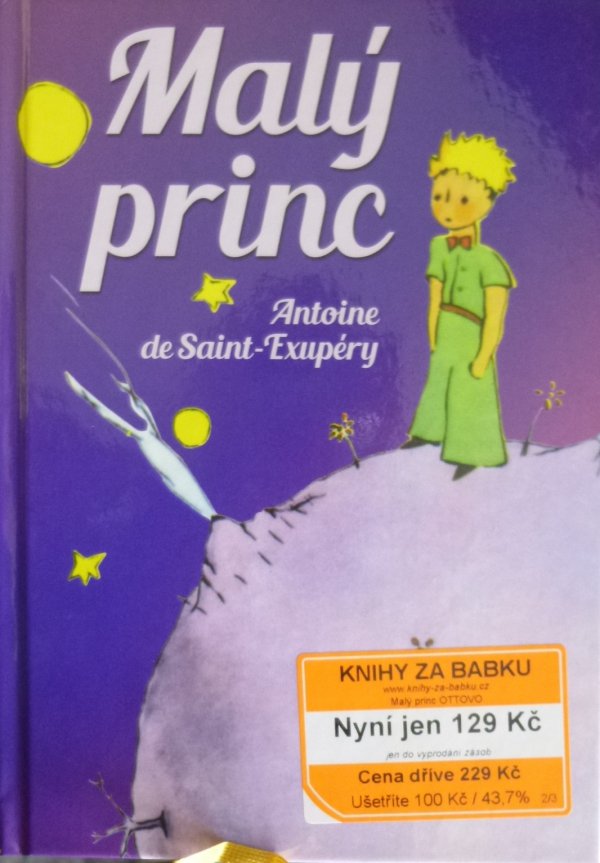 Malý
princ
Antoine
de Saint-Exupéry
KNIHY ZA BABKU
www.knihy-za-babku.cz
Malý princ OTTOVO
Nyní jen 129 Kč
jen do vyprodání zásob
Cena dříve 229 Kč
Ušetříte 100 Kč / 43,7% 2/3